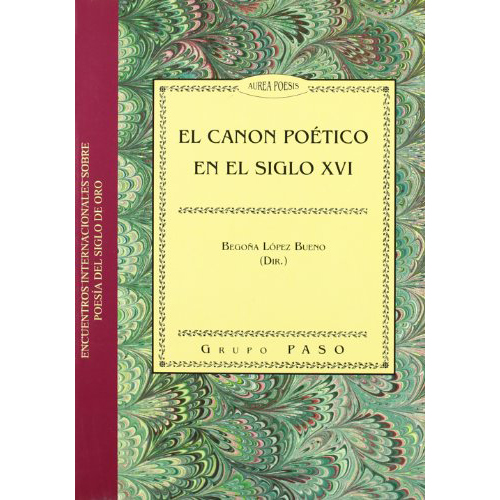 ENCUENTROS INTERNACIONALES SOBRE
POESÍA DEL SIGLO DE ORO
AUREA POESIS
EL CANON POÉTICO
EN EL SIGLO XVI
BEGOÑA LÓPEZ BUENO
(DIR.)
GRUPO PASO